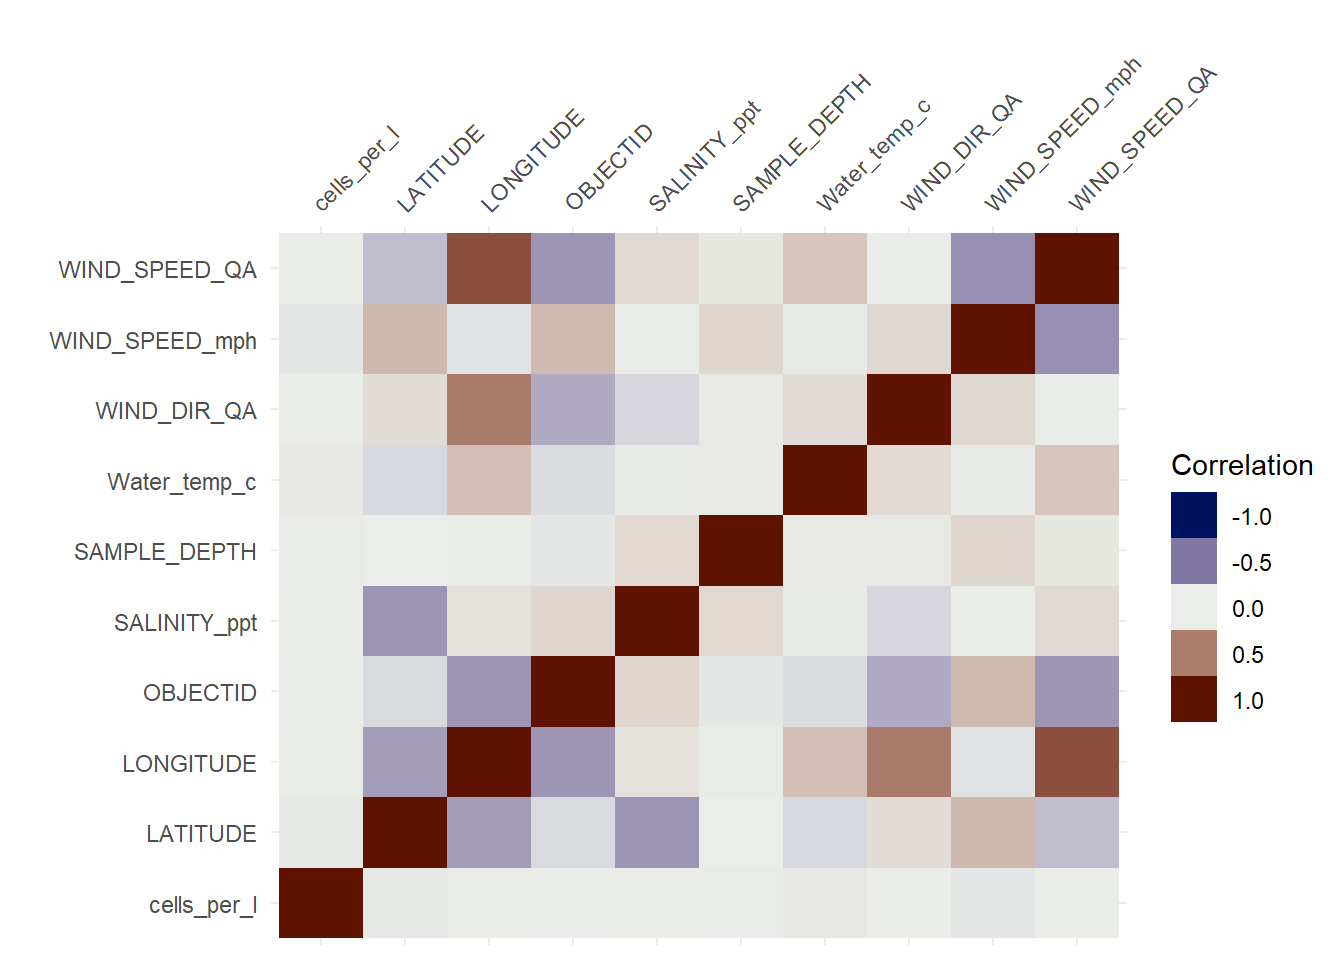 cells_per_l
LATITUDE
LONGITUDE
OBJECTID
SALINITY_ppt
SAMPLE_DEPTH
Water_temp_c
WIND_DIR_QA
WIND_SPEED_mph
WIND_SPEED_QA
WIND_SPEED_QA
WIND_SPEED_mph
WIND_DIR_QA
Water_temp_c
SAMPLE_DEPTH
SALINITY_ppt
OBJECTID
LONGITUDE
LATITUDE
cells_per_l
Correlation
-1.0
-0.5
0.0
0.5
1.0